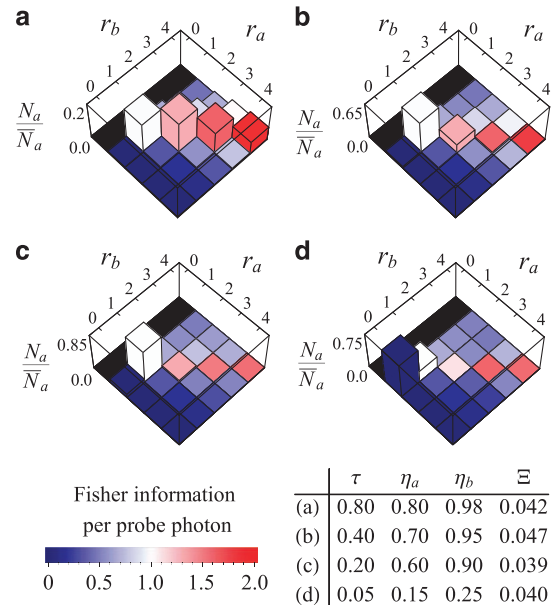 a
r_b
r_a
0 1 2 3 4
0 1 2 3 4
N_a / N̅_a
0.2
0.0
b
r_b
r_a
0 1 2 3 4
0 1 2 3 4
N_a / N̅_a
0.65
0.0
c
r_b
r_a
0 1 2 3 4
0 1 2 3 4
N_a / N̅_a
0.85
0.0
d
r_b
r_a
0 1 2 3 4
0 1 2 3 4
N_a / N̅_a
0.75
0.0
Fisher information
per probe photon
0 0.5 1.0 1.5 2.0
τ η_a η_b Ξ
(a) 0.80 0.80 0.98 0.042
(b) 0.40 0.70 0.95 0.047
(c) 0.20 0.60 0.90 0.039
(d) 0.05 0.15 0.25 0.040